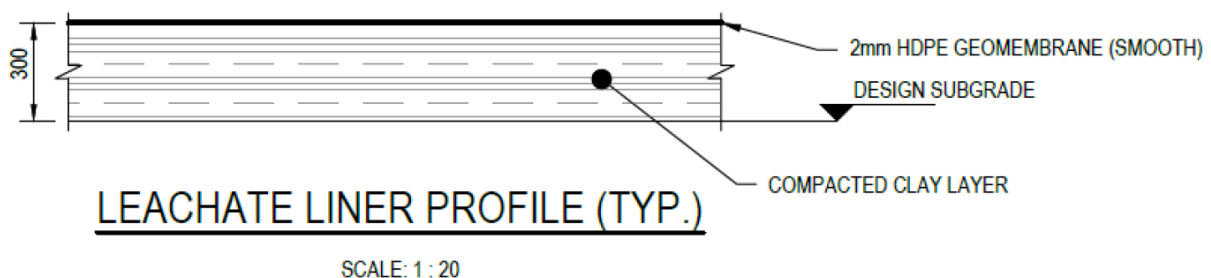 300
2mm HDPE GEOMEMBRANE (SMOOTH)
DESIGN SUBGRADE
COMPACTED CLAY LAYER
LEACHATE LINER PROFILE (TYP.)
SCALE: 1 : 20